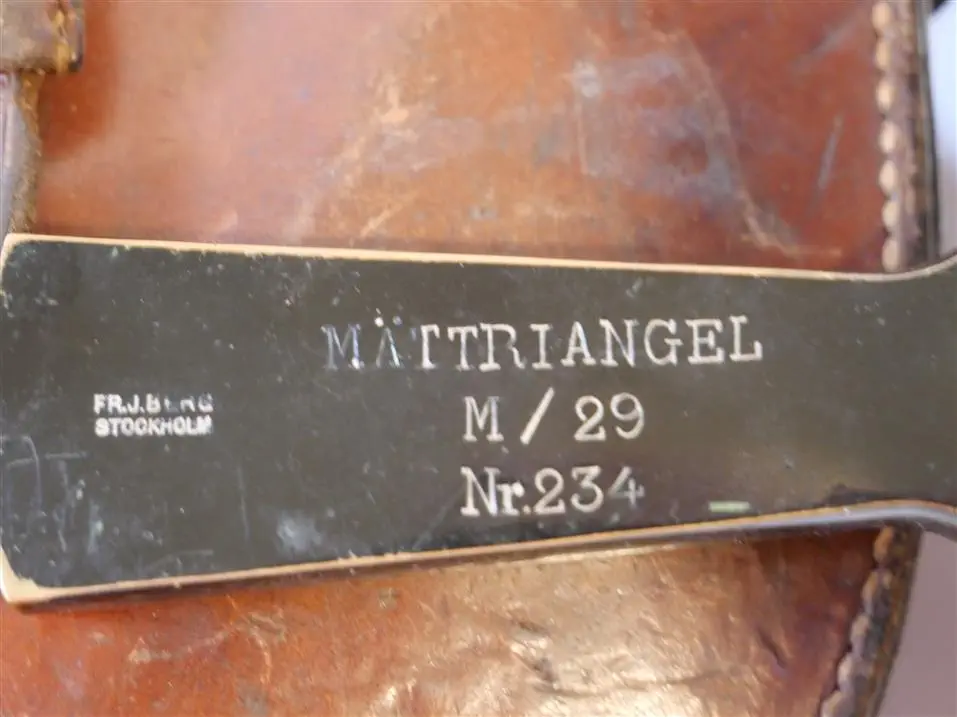 MÄTTRIANGEL
M/29
Nr.234
FR.J.BERG
STOCKHOLM